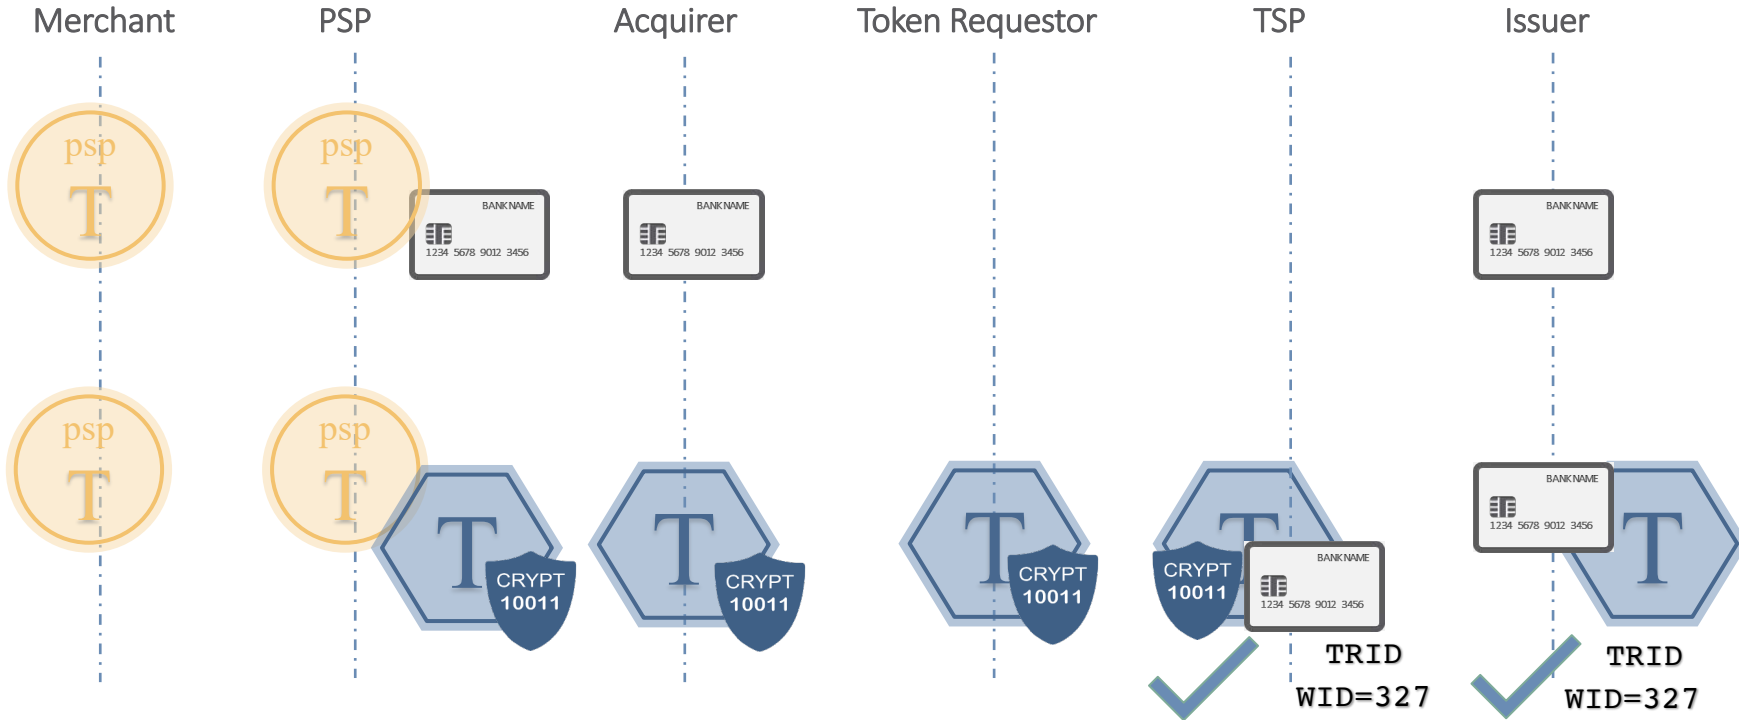 Merchant
PSP
Acquirer
Token Requestor
TSP
Issuer
psp
T
psp
T
BANKNAME
1234 5678 9012 3456
BANKNAME
1234 5678 9012 3456
BANKNAME
1234 5678 9012 3456
psp
T
psp
T
T
CRYPT
10011
T
CRYPT
10011
T
CRYPT
10011
T
CRYPT
10011
BANKNAME
1234 5678 9012 3456
TRID
WID=327
BANKNAME
1234 5678 9012 3456
T
TRID
WID=327